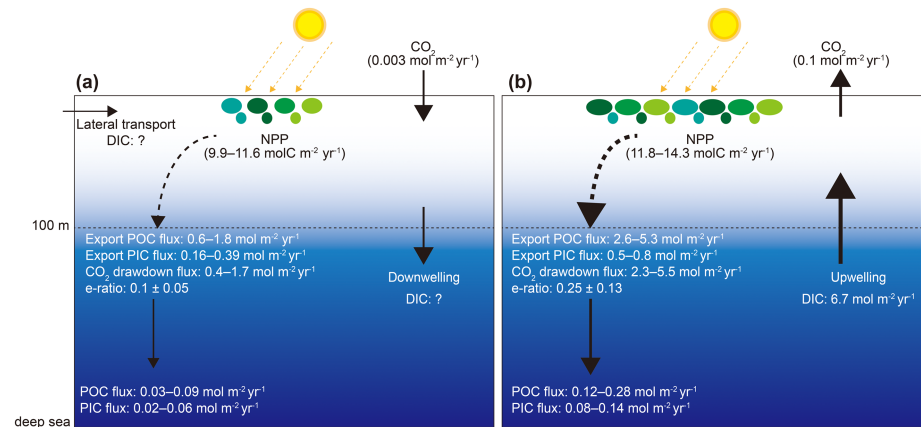 (a)
CO₂
(0.003 mol m⁻² yr⁻¹)
Lateral transport
DIC: ?
NPP
(9.9–11.6 molC m⁻² yr⁻¹)
100 m
Export POC flux: 0.6–1.8 mol m⁻² yr⁻¹
Export PIC flux: 0.16–0.39 mol m⁻² yr⁻¹
CO₂ drawdown flux: 0.4–1.7 mol m⁻² yr⁻¹
e-ratio: 0.1 ± 0.05
Downwelling
DIC: ?
POC flux: 0.03–0.09 mol m⁻² yr⁻¹
PIC flux: 0.02–0.06 mol m⁻² yr⁻¹
deep sea
(b)
CO₂
(0.1 mol m⁻² yr⁻¹)
NPP
(11.8–14.3 molC m⁻² yr⁻¹)
Export POC flux: 2.6–5.3 mol m⁻² yr⁻¹
Export PIC flux: 0.5–0.8 mol m⁻² yr⁻¹
CO₂ drawdown flux: 2.3–5.5 mol m⁻² yr⁻¹
e-ratio: 0.25 ± 0.13
Upwelling
DIC: 6.7 mol m⁻² yr⁻¹
POC flux: 0.12–0.28 mol m⁻² yr⁻¹
PIC flux: 0.08–0.14 mol m⁻² yr⁻¹